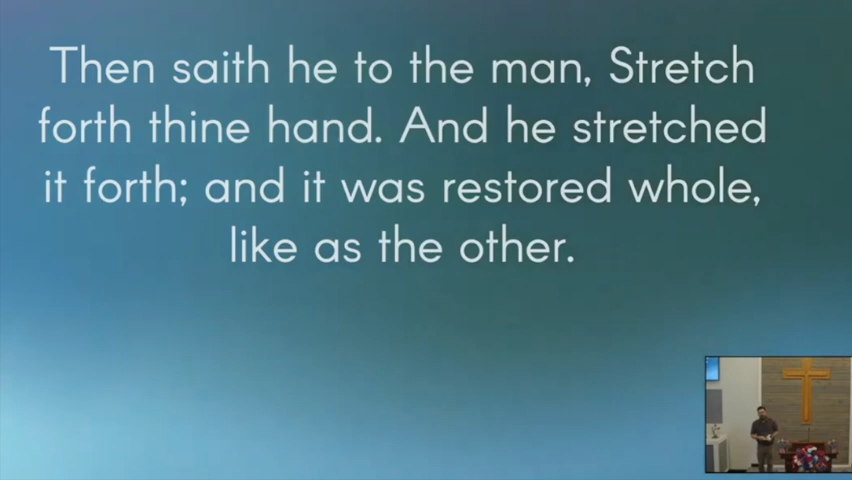 Then saith he to the man, Stretch
forth thine hand. And he stretched
it forth; and it was restored whole,
like as the other.